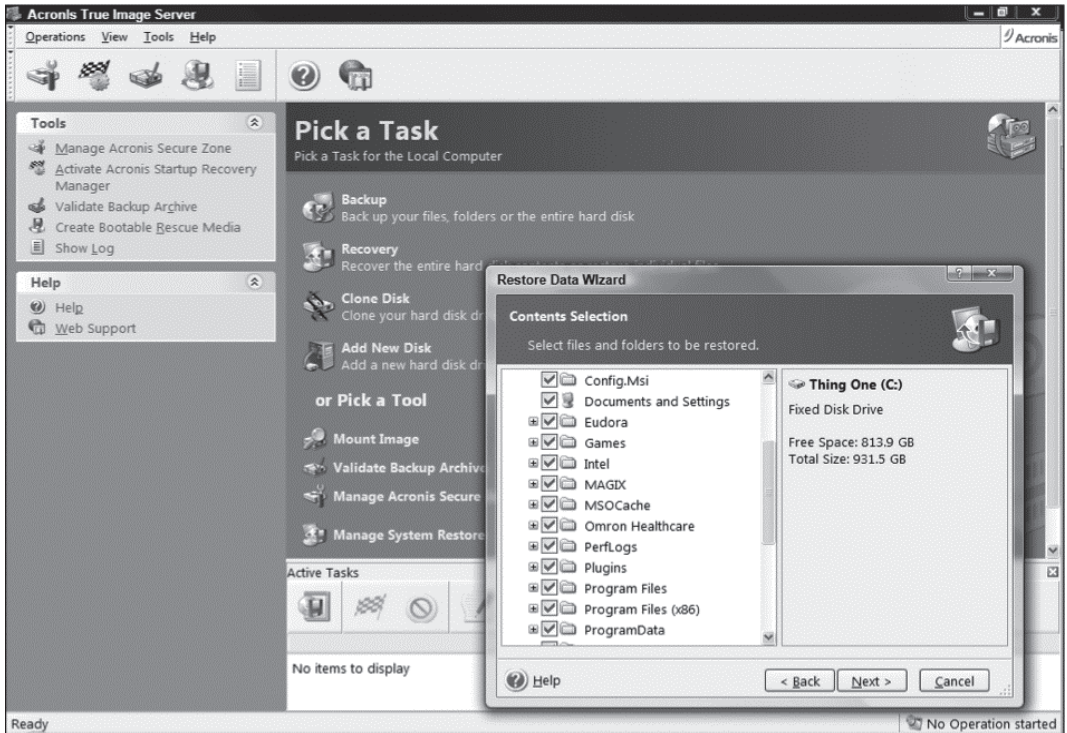 Acronis True Image Server
Operations View Tools Help
Acronis
Tools
Manage Acronis Secure Zone
Activate Acronis Startup Recovery
Manager
Validate Backup Archive
Create Bootable Rescue Media
Show Log
Help
Help
Web Support
Pick a Task
Pick a Task for the Local Computer
Backup
Back up your files, folders or the entire hard disk
Recovery
Recover the entire hard disk contents or restore individual files
Clone Disk
Clone your hard disk dr
Add New Disk
Add a new hard disk dri
or Pick a Tool
Mount Image
Validate Backup Archive
Manage Acronis Secure
Manage System Restore
Active Tasks
No items to display
Restore Data Wizard
Contents Selection
Select files and folders to be restored.
Config.Msi
Documents and Settings
Eudora
Games
Intel
MAGIX
MSOCache
Omron Healthcare
PerfLogs
Plugins
Program Files
Program Files (x86)
ProgramData
Thing One (C:)
Fixed Disk Drive
Free Space: 813.9 GB
Total Size: 931.5 GB
Help
< Back Next > Cancel
Ready
No Operation started